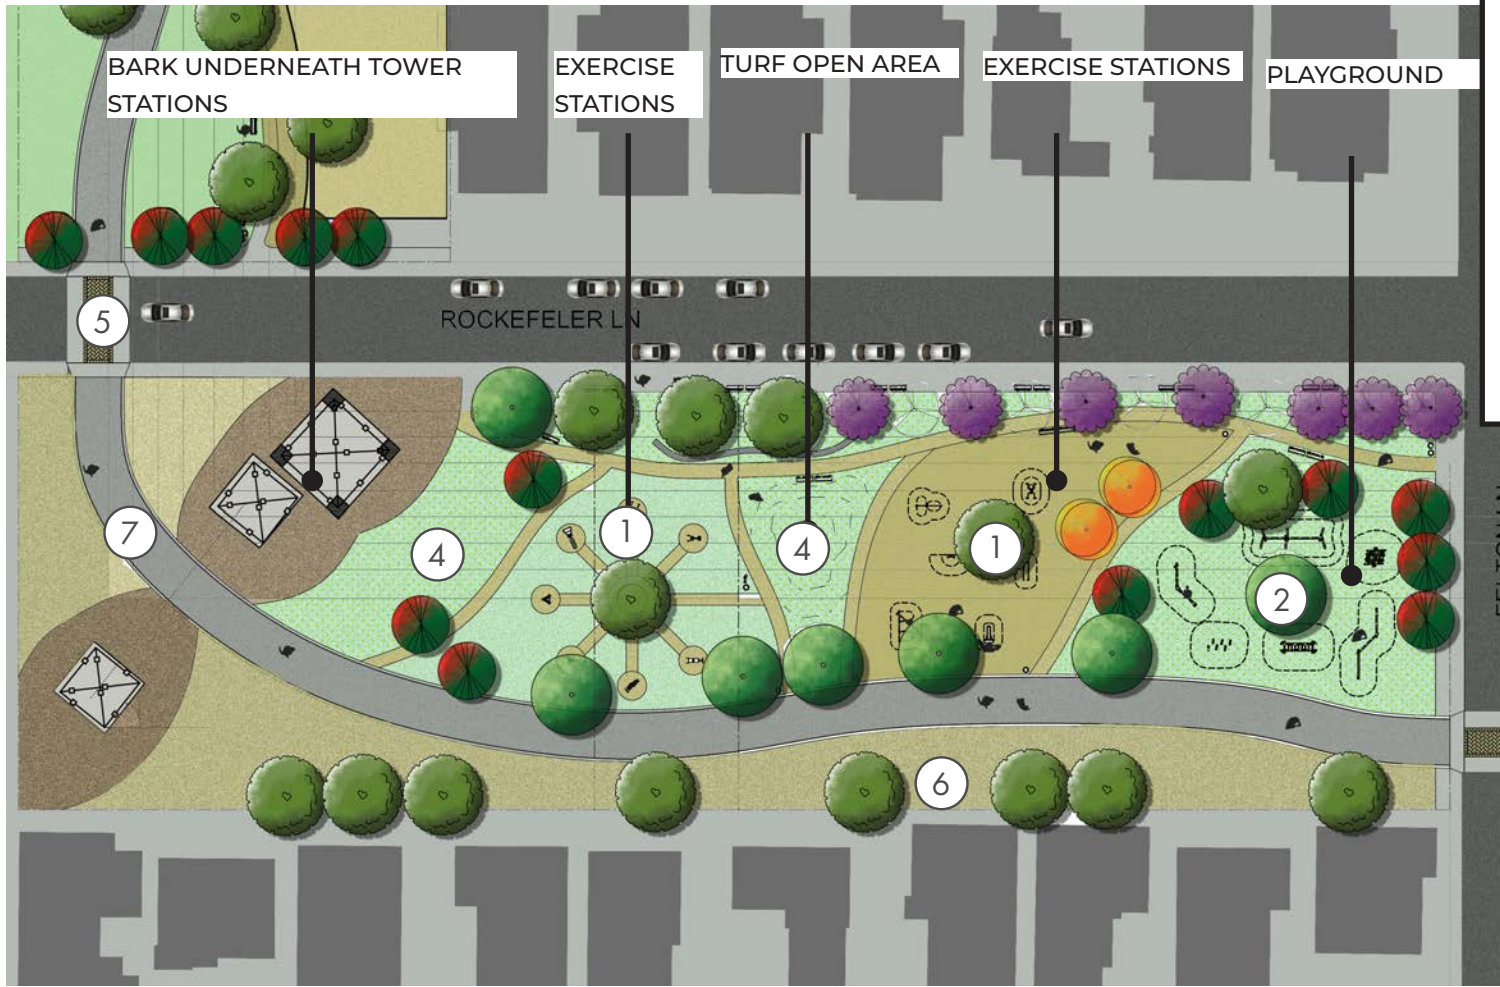 BARK UNDERNEATH TOWER
STATIONS
EXERCISE
STATIONS
TURF OPEN AREA
EXERCISE STATIONS
PLAYGROUND
5
ROCKEFELER LN
7
4
1
4
1
2
6